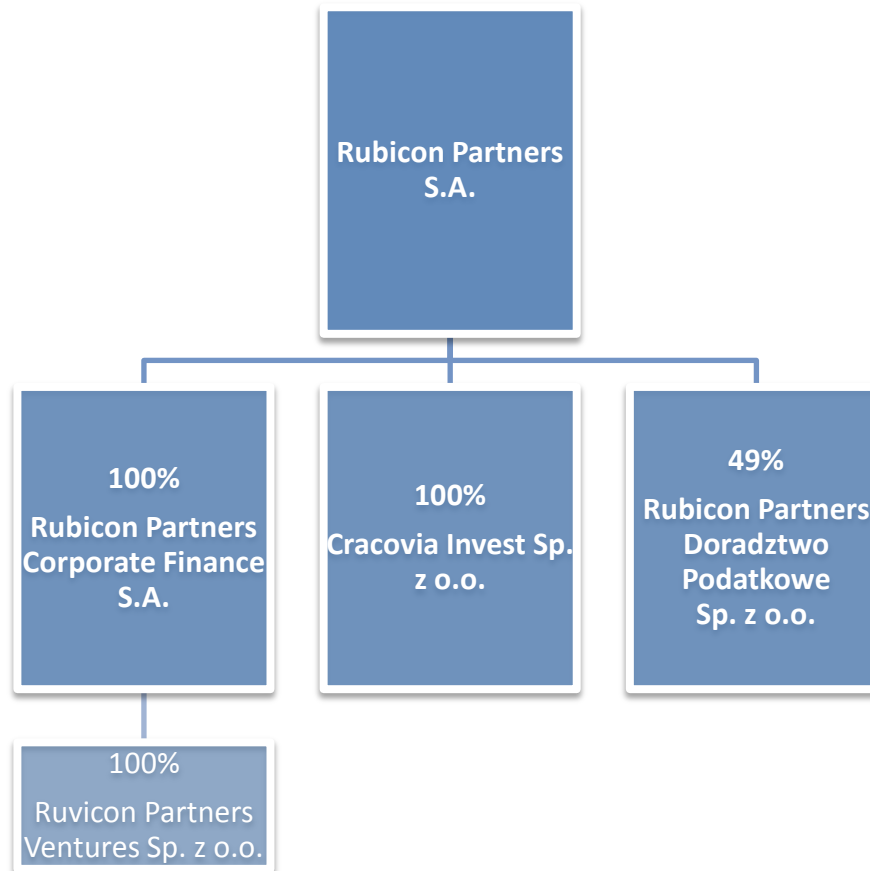 Rubicon Partners
S.A.
100%
Rubicon Partners
Corporate Finance
S.A.
100%
Cracovia Invest Sp.
z o.o.
49%
Rubicon Partners
Doradztwo
Podatkowe
Sp. z o.o.
100%
Ruvicon Partners
Ventures Sp. z o.o.